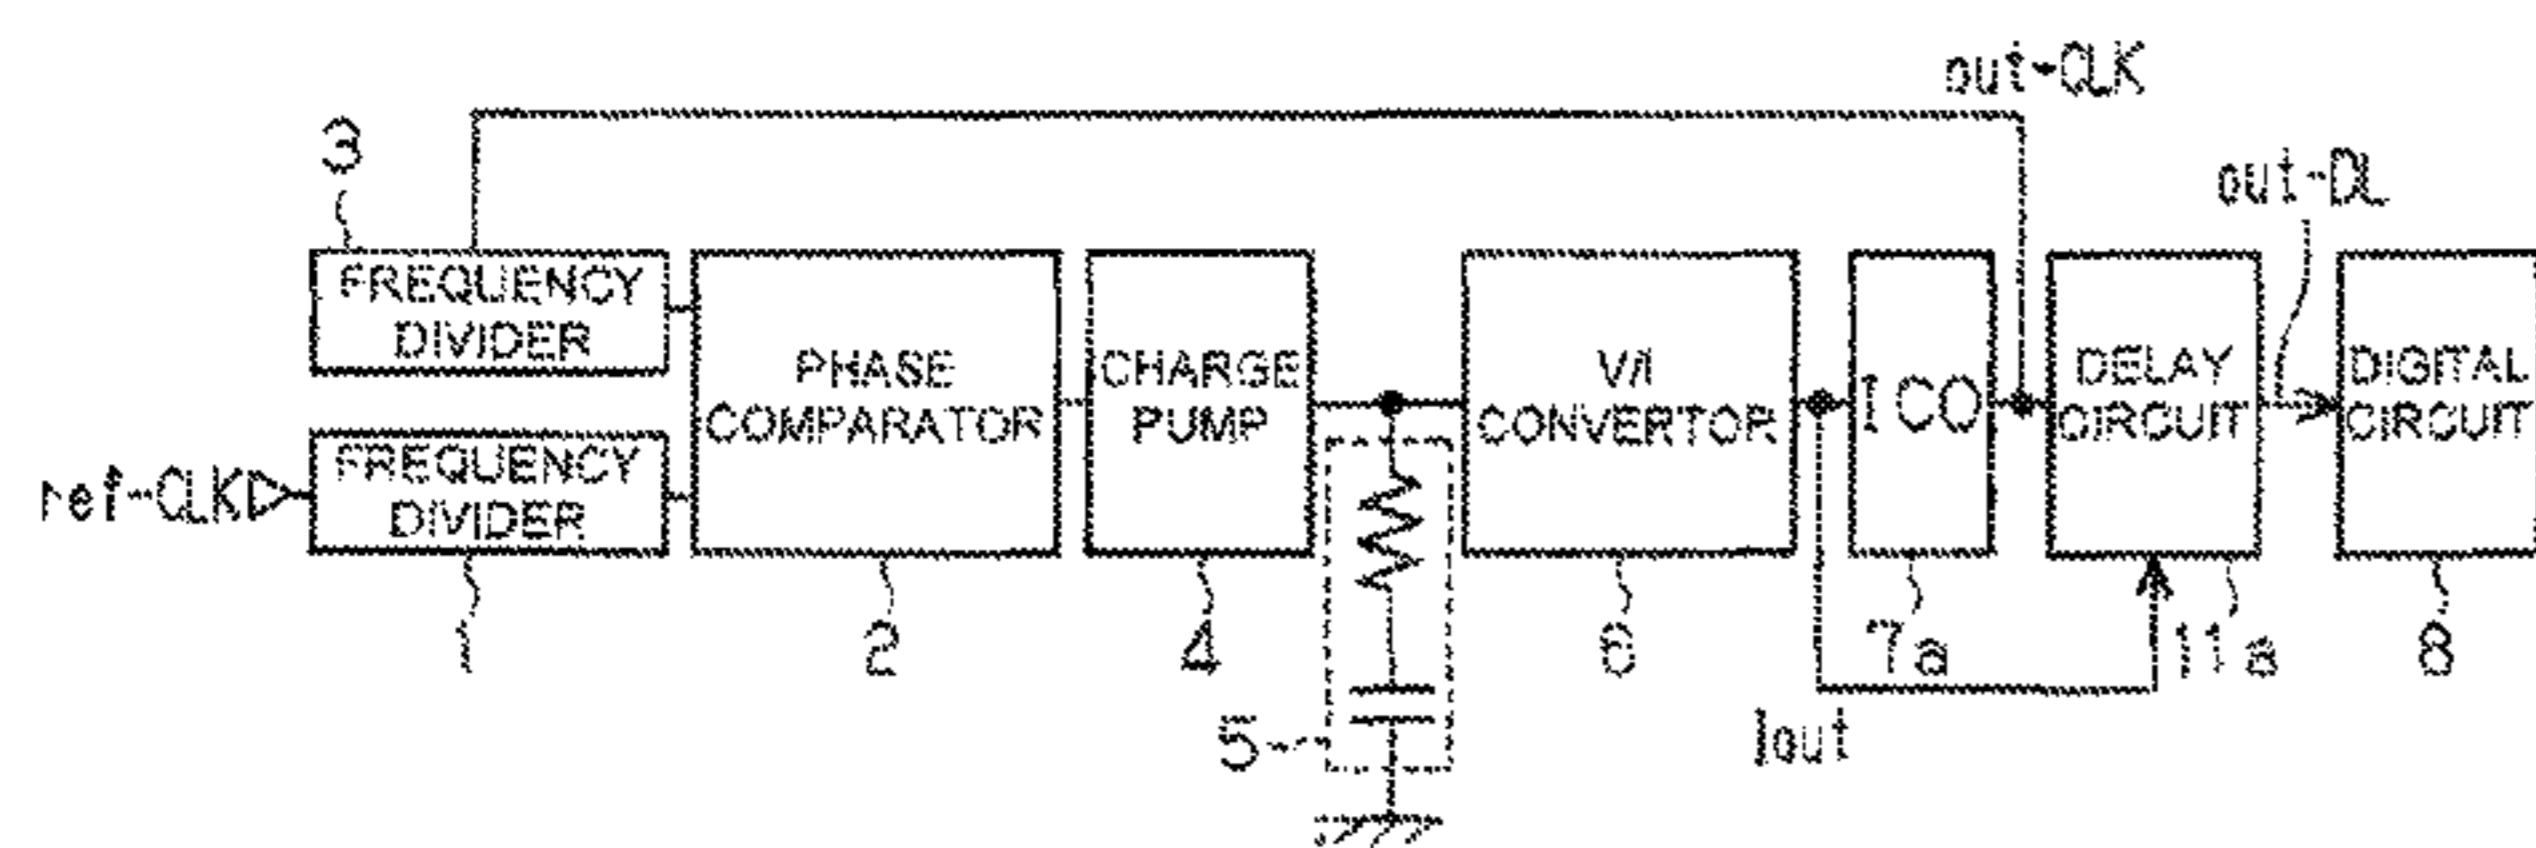 out-CLK
3
out-DL
FREQUENCY
DIVIDER
PHASE
COMPARATOR
CHARGE
PUMP
V/I
CONVERTOR
ICO
DELAY
CIRCUIT
DIGITAL
CIRCUIT
ref-CLK
FREQUENCY
DIVIDER
1
2
4
6
7a
11a
8
5
Iout